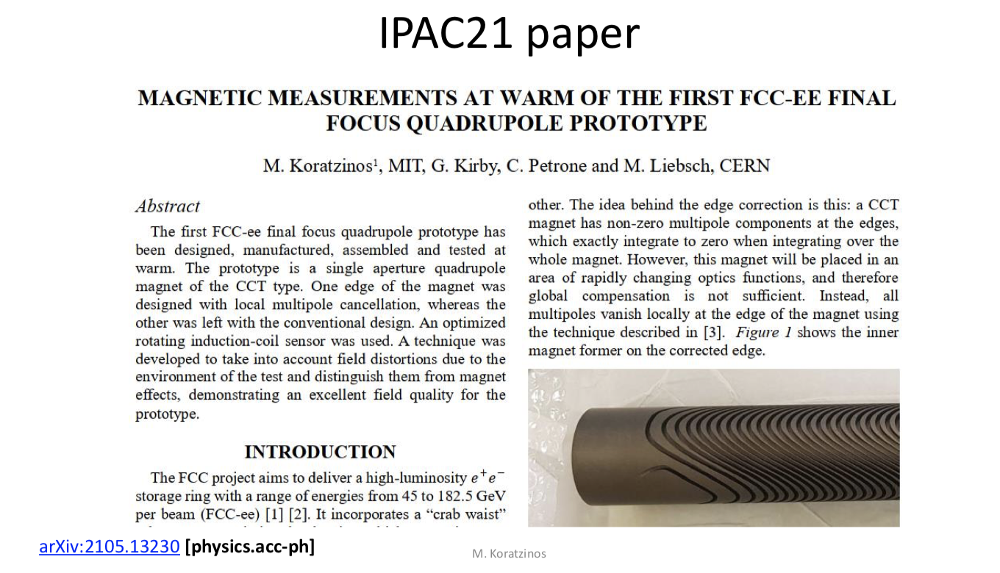 IPAC21 paper
MAGNETIC MEASUREMENTS AT WARM OF THE FIRST FCC-EE FINAL
FOCUS QUADRUPOLE PROTOTYPE
M. Koratzinos¹, MIT, G. Kirby, C. Petrone and M. Liebsch, CERN
Abstract
The first FCC-ee final focus quadrupole prototype has
been designed, manufactured, assembled and tested at
warm. The prototype is a single aperture quadrupole
magnet of the CCT type. One edge of the magnet was
designed with local multipole cancellation, whereas the
other was left with the conventional design. An optimized
rotating induction-coil sensor was used. A technique was
developed to take into account field distortions due to the
environment of the test and distinguish them from magnet
effects, demonstrating an excellent field quality for the
prototype.
INTRODUCTION
The FCC project aims to deliver a high-luminosity e⁺e⁻
storage ring with a range of energies from 45 to 182.5 GeV
per beam (FCC-ee) [1] [2]. It incorporates a “crab waist”
other. The idea behind the edge correction is this: a CCT
magnet has non-zero multipole components at the edges,
which exactly integrate to zero when integrating over the
whole magnet. However, this magnet will be placed in an
area of rapidly changing optics functions, and therefore
global compensation is not sufficient. Instead, all
multipoles vanish locally at the edge of the magnet using
the technique described in [3]. Figure 1 shows the inner
magnet former on the corrected edge.
arXiv:2105.13230 [physics.acc-ph]
M. Koratzinos